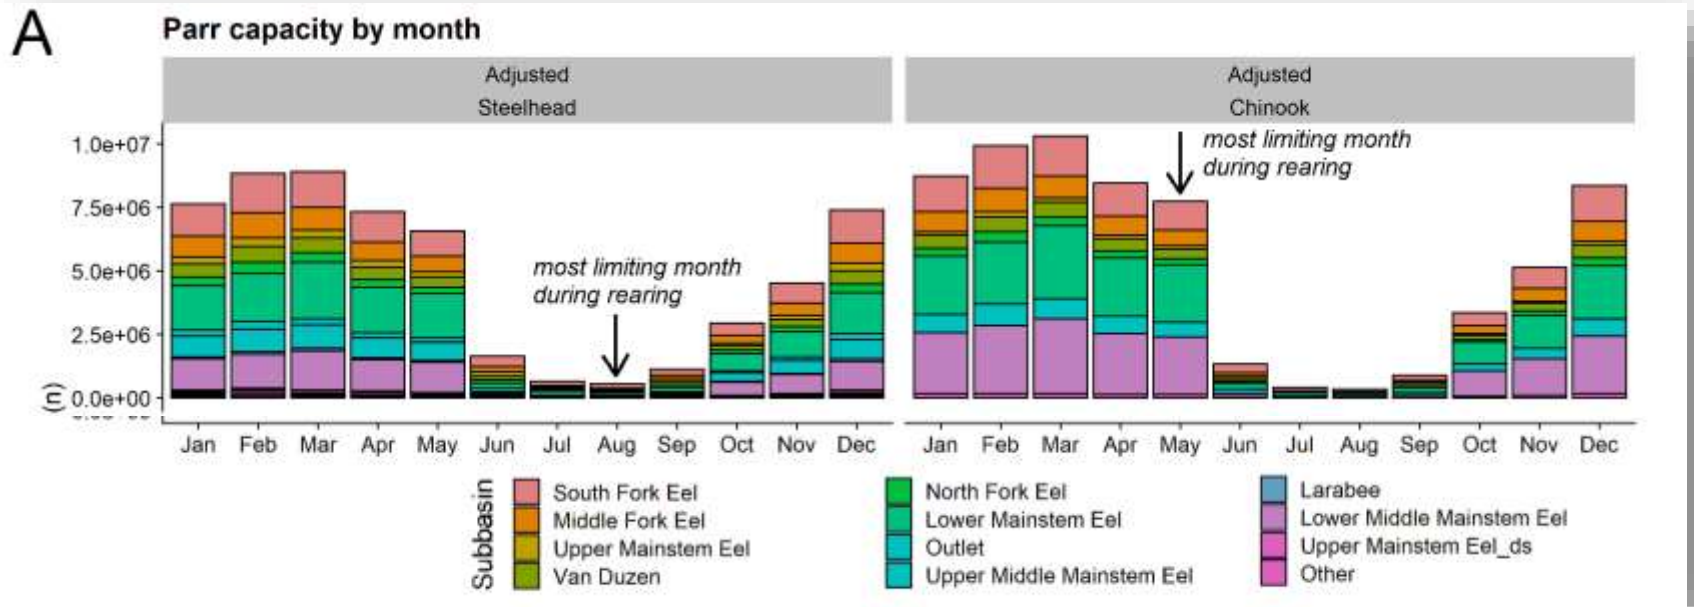 A
Parr capacity by month
Adjusted
Steelhead
Adjusted
Chinook
most limiting month
during rearing
most limiting month
during rearing
1.0e+07
7.5e+06
5.0e+06
2.5e+06
0.0e+00
(n)
Jan Feb Mar Apr May Jun Jul Aug Sep Oct Nov Dec
Jan Feb Mar Apr May Jun Jul Aug Sep Oct Nov Dec
Subbasin
South Fork Eel
Middle Fork Eel
Upper Mainstem Eel
Van Duzen
North Fork Eel
Lower Mainstem Eel
Outlet
Upper Middle Mainstem Eel
Larabee
Lower Middle Mainstem Eel
Upper Mainstem Eel_ds
Other